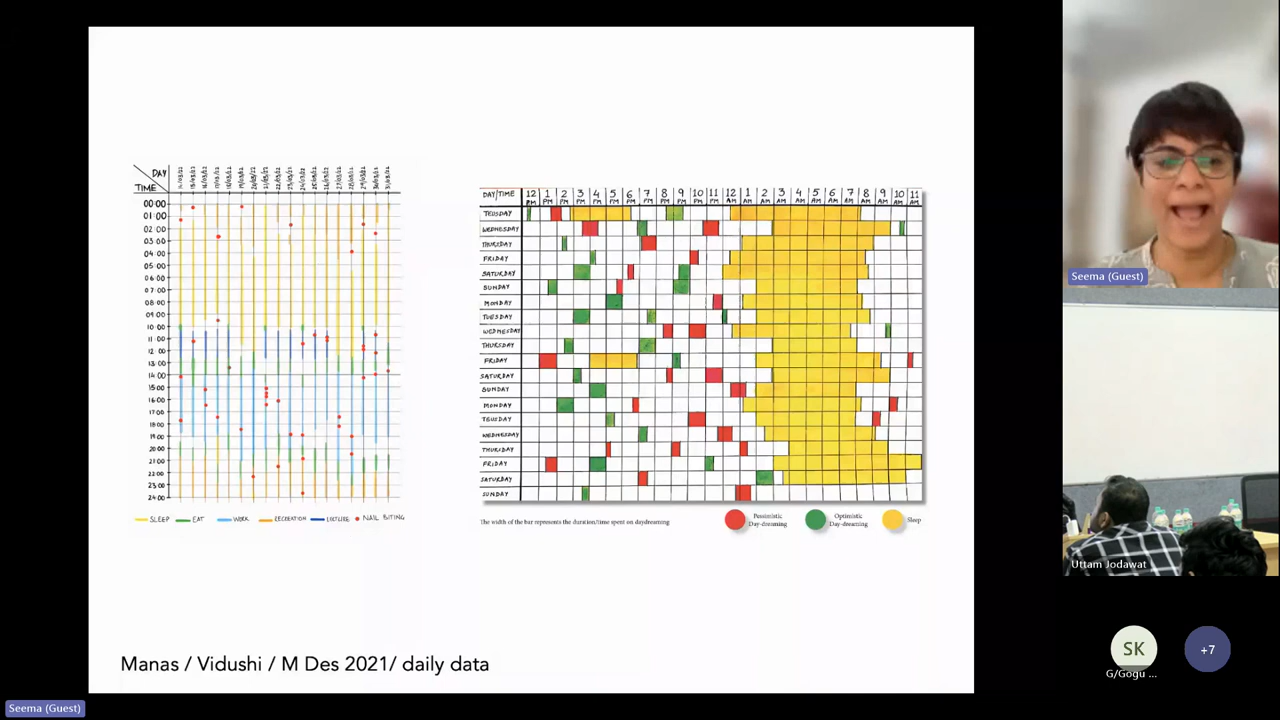 DAY
TIME
00:00
01:00
02:00
03:00
05:00
06:00
07:00
08:00
09:00
10:00
11:00
12:00
13:00
14:00
15:00
17:00
18:00
19:00
20:00
21:00
22:00
23:00
24:00
SLEEP EAT WORK RECREATION LECTURE NAIL BITING
DAY/TIME 12 PM 1 PM 2 PM 3 PM 4 PM 5 PM 6 PM 7 PM 8 PM 9 PM 10 PM 11 PM 12 AM 1 AM 2 AM 3 AM 4 AM 5 AM 6 AM 7 AM 8 AM 9 AM 10 AM 11 AM
TEUSDAY
WEDNESDAY
THURSDAY
FRIDAY
SATURDAY
SUNDAY
MONDAY
TUESDAY
WEDNESDAY
THURSDAY
FRIDAY
SATURDAY
SUNDAY
MONDAY
TEUSDAY
WEDNESDAY
THURSDAY
FRIDAY
SATURDAY
SUNDAY
The width of the bar represents the duration/time spent on daydreaming
Pessimistic Day-dreaming
Optimistic Day-dreaming
Sleep
Manas / Vidushi / M Des 2021/ daily data
Seema (Guest)
Seema (Guest)
Uttam Jodawat
SK
G/Gogu ...
+7